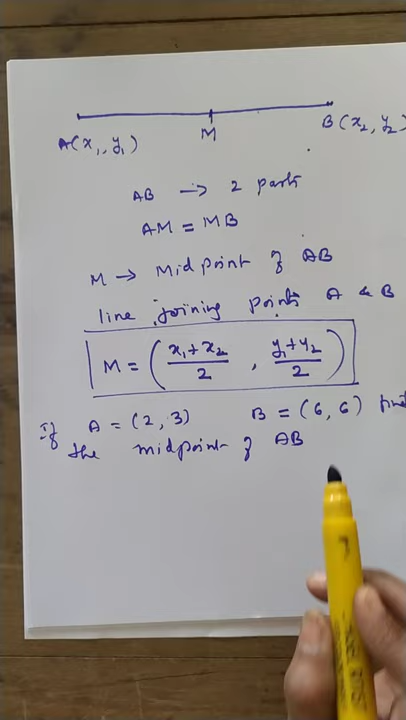 A(x₁, y₁) M B(x₂, y₂)
AB → 2 parts
AM = MB
M → Midpoint of AB
line joining points A & B
M = ( x₁+x₂ / 2 , y₁+y₂ / 2 )
If A = (2, 3) B = (6, 6) find
the midpoint of AB